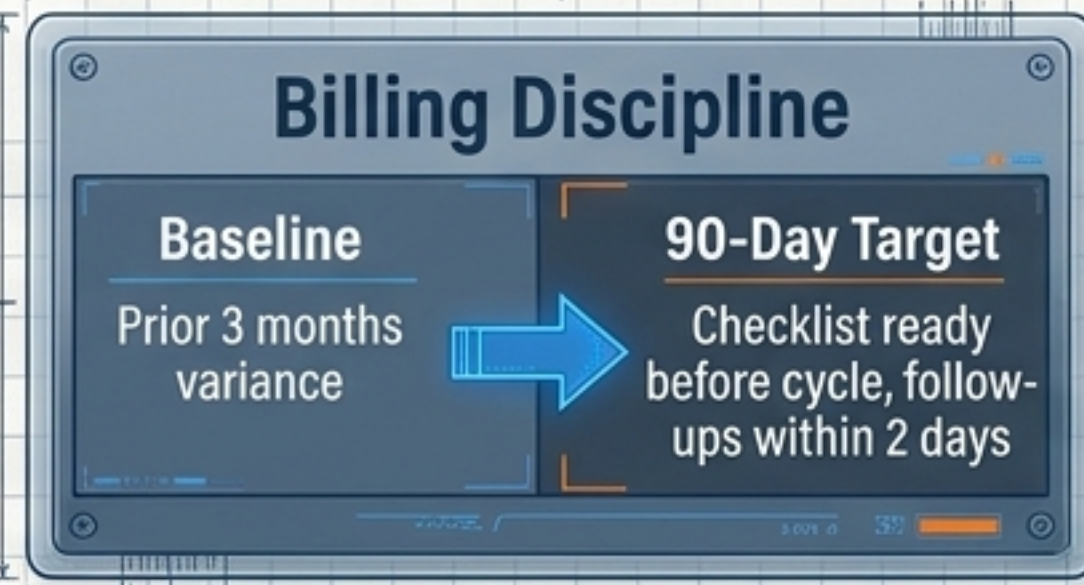 Billing Discipline
Baseline
Prior 3 months
variance
90-Day Target
Checklist ready
before cycle, follow-
ups within 2 days